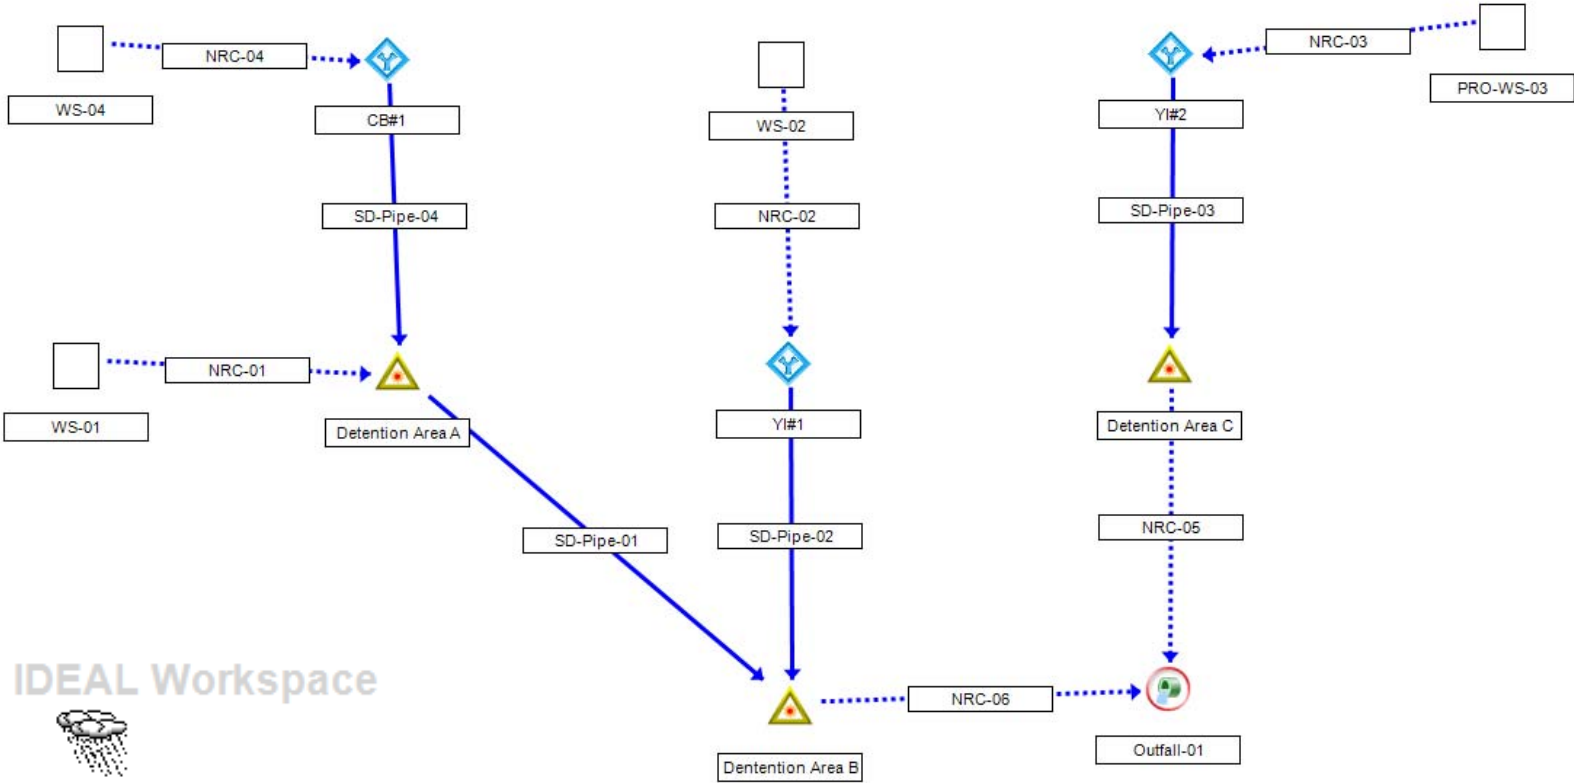 NRC-04
NRC-03
WS-04
CB#1
WS-02
YI#2
PRO-WS-03
SD-Pipe-04
NRC-02
SD-Pipe-03
NRC-01
WS-01
Detention Area A
YI#1
Detention Area C
SD-Pipe-01
SD-Pipe-02
NRC-05
IDEAL Workspace
NRC-06
Dentention Area B
Outfall-01